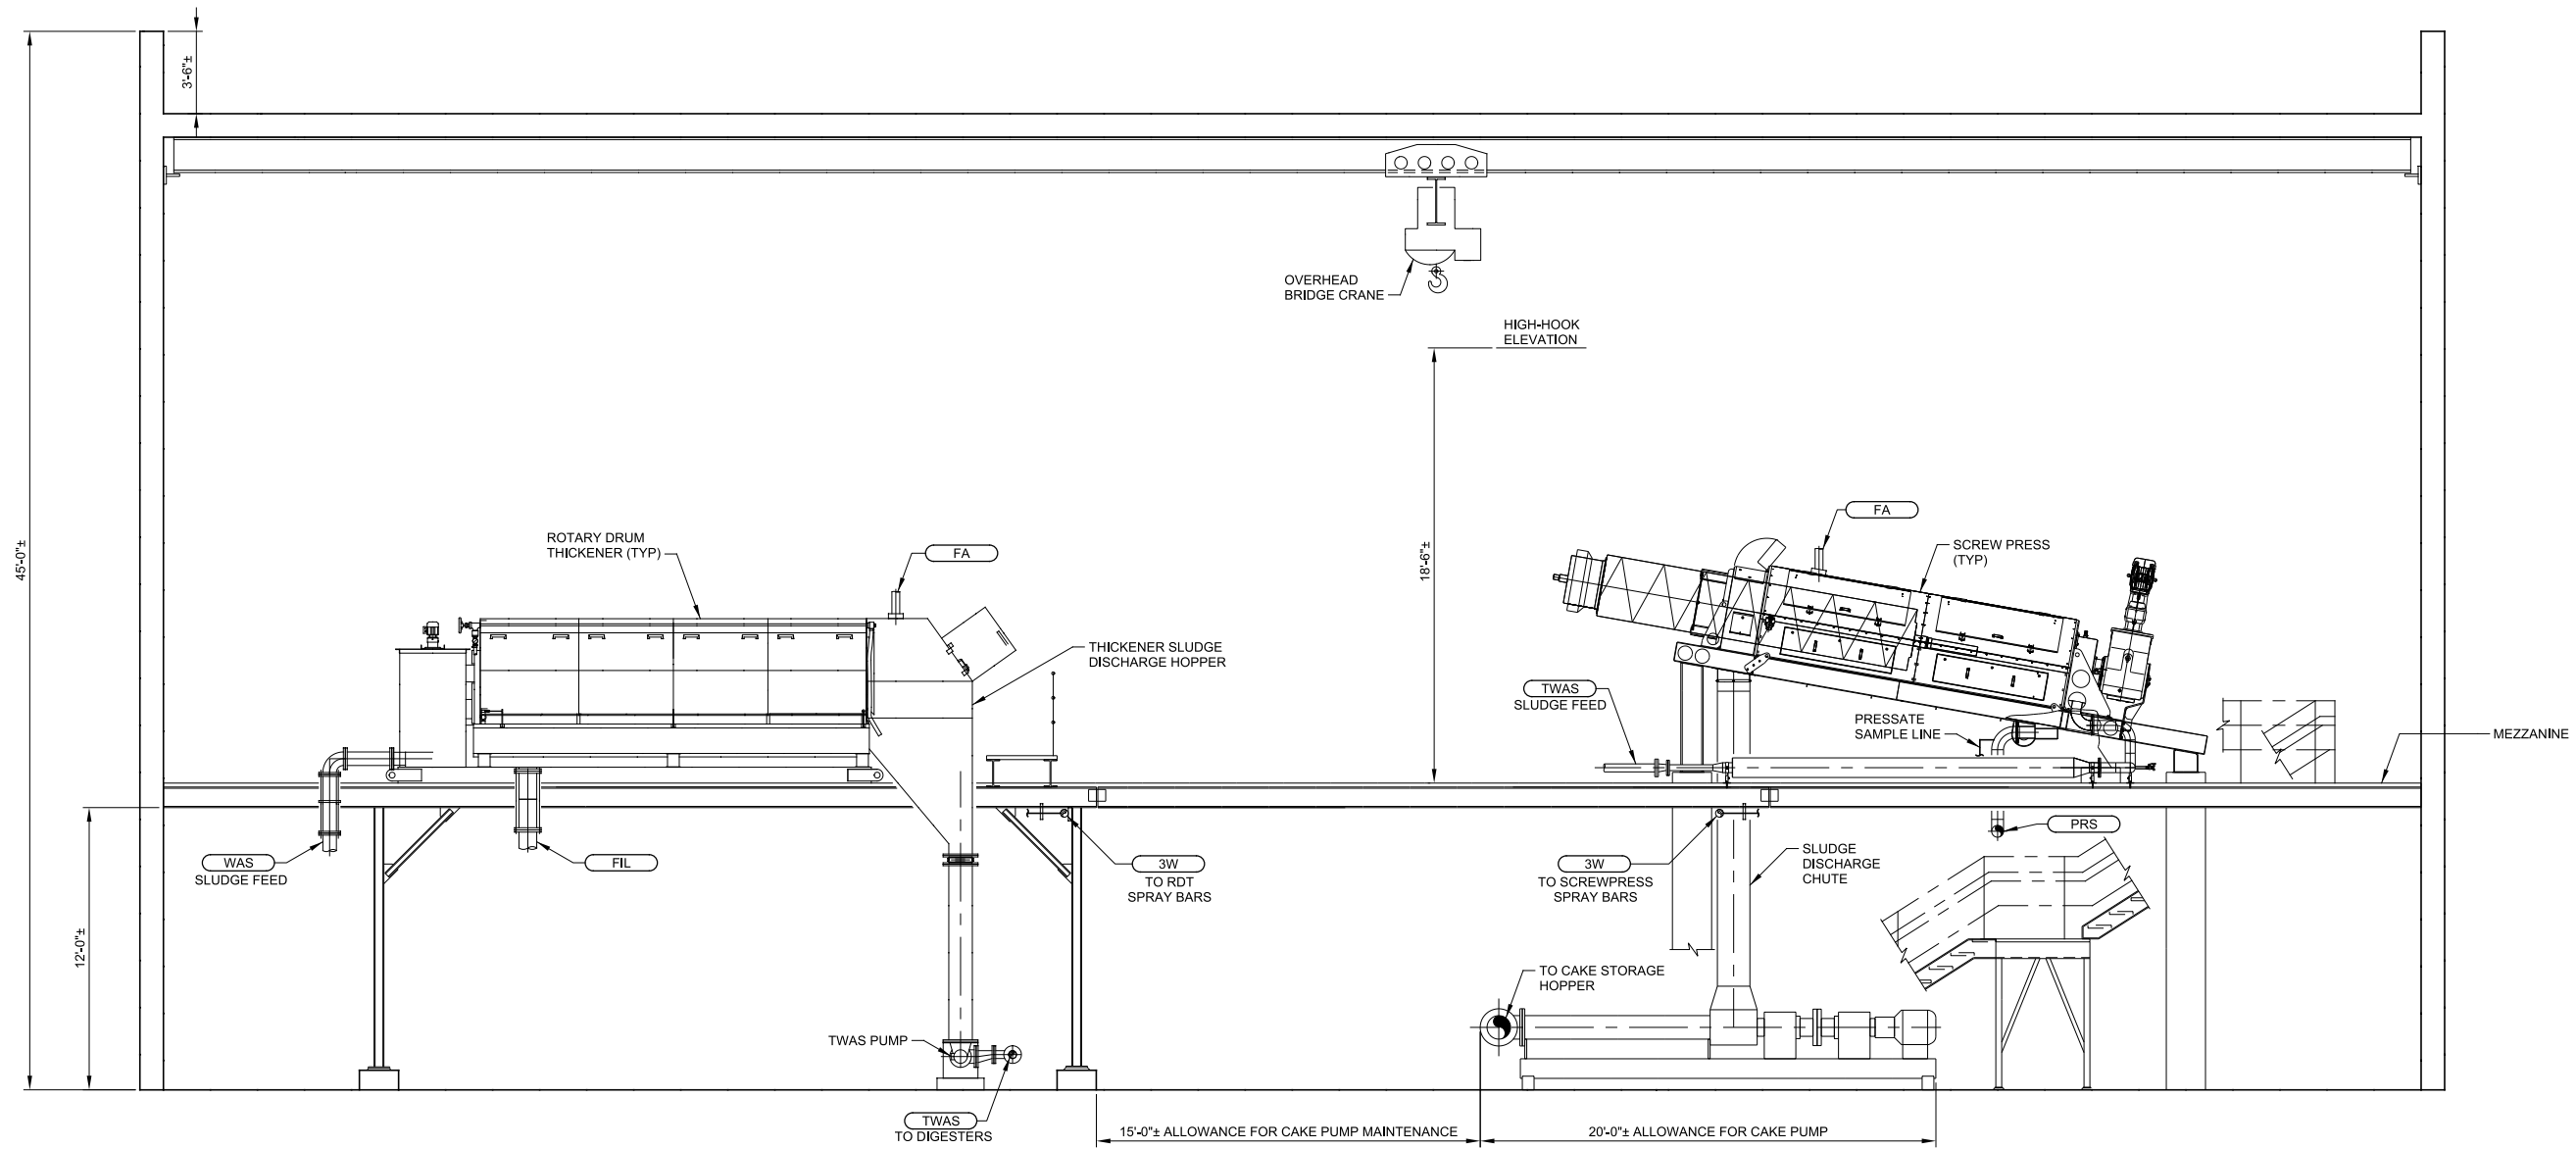 3'-6"±
45'-0"±
OVERHEAD
BRIDGE CRANE
HIGH-HOOK
ELEVATION
18'-6"±
ROTARY DRUM
THICKENER (TYP)
FA
FA
SCREW PRESS
(TYP)
THICKENER SLUDGE
DISCHARGE HOPPER
TWAS
SLUDGE FEED
PRESSATE
SAMPLE LINE
MEZZANINE
12'-0"±
WAS
SLUDGE FEED
FIL
3W
TO RDT
SPRAY BARS
3W
TO SCREWPRESS
SPRAY BARS
SLUDGE
DISCHARGE
CHUTE
PRS
TO CAKE STORAGE
HOPPER
TWAS PUMP
TWAS
TO DIGESTERS
15'-0"± ALLOWANCE FOR CAKE PUMP MAINTENANCE
20'-0"± ALLOWANCE FOR CAKE PUMP